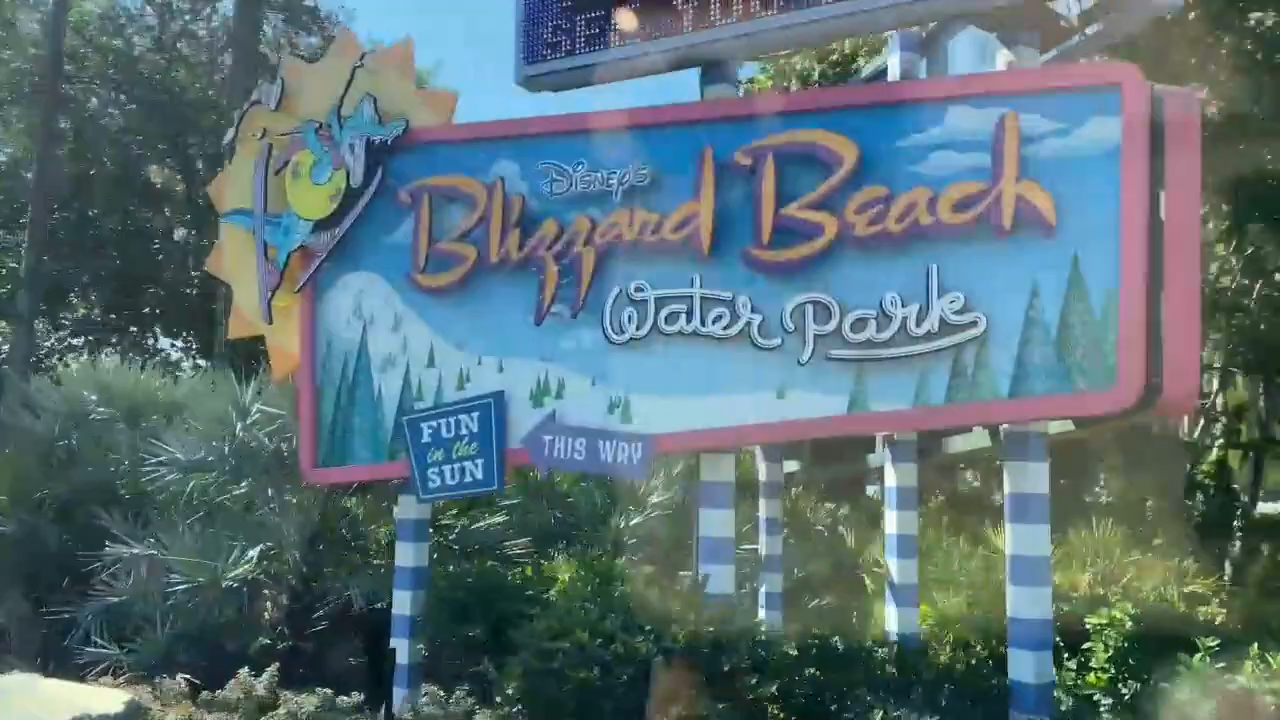 Disney's
Blizzard Beach
Water Park
FUN
in the
SUN
THIS WAY